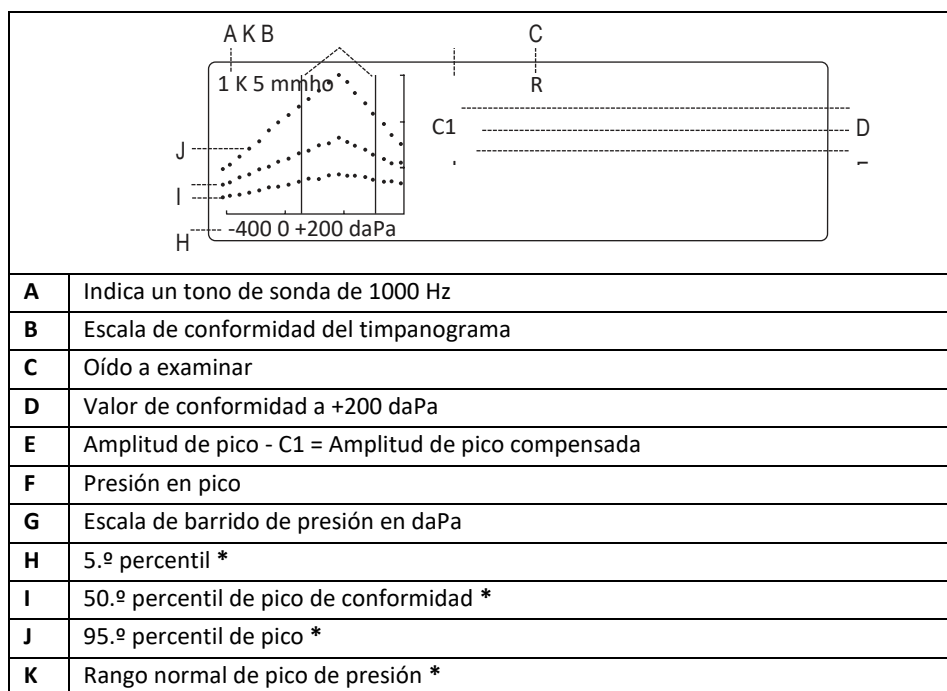 A K B
C
1 K 5 mmho
R
C1
D
J
I
H
-400 0 +200 daPa
A Indica un tono de sonda de 1000 Hz
B Escala de conformidad del timpanograma
C Oído a examinar
D Valor de conformidad a +200 daPa
E Amplitud de pico - C1 = Amplitud de pico compensada
F Presión en pico
G Escala de barrido de presión en daPa
H 5.º percentil *
I 50.º percentil de pico de conformidad *
J 95.º percentil de pico *
K Rango normal de pico de presión *